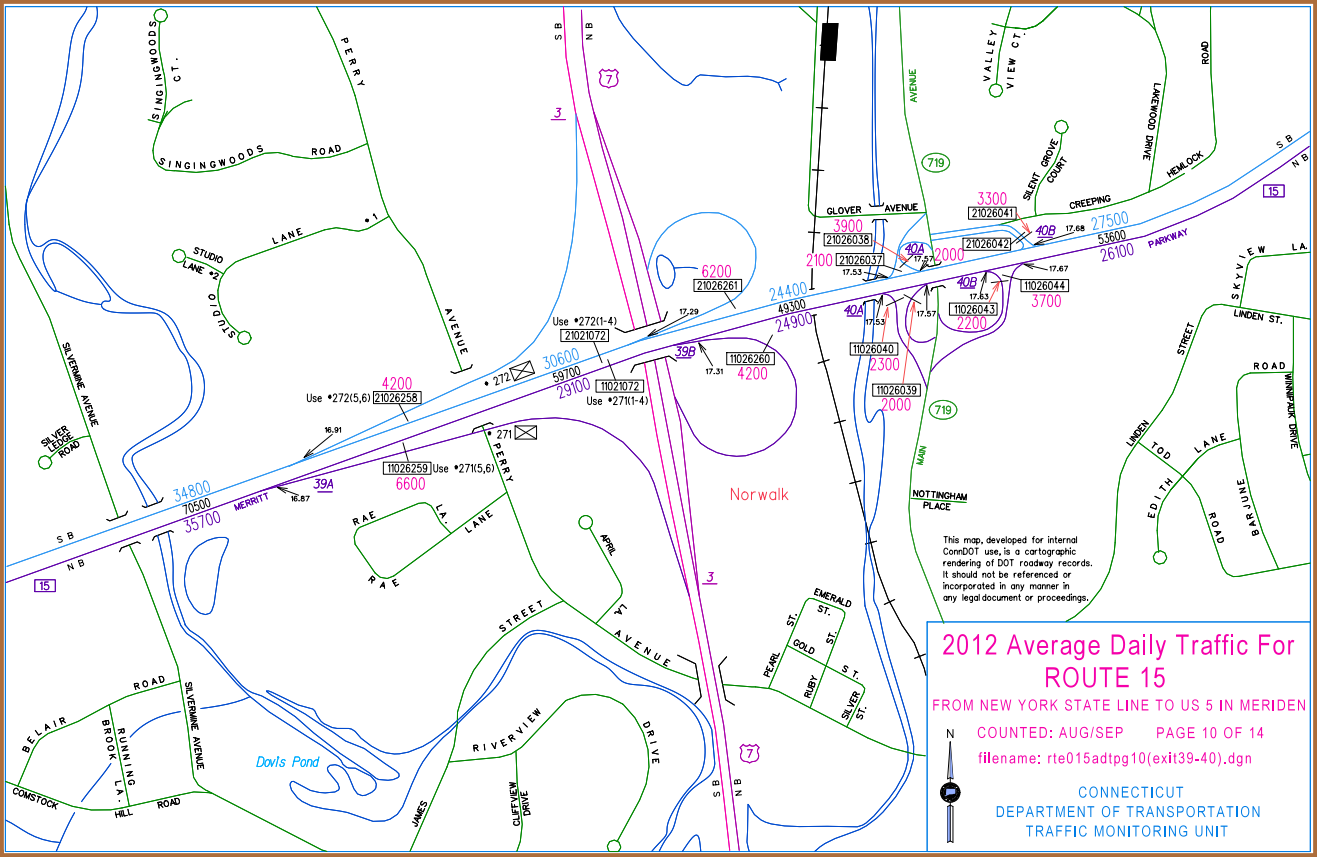 SINGINGWOODS
CT.
PERRY
SB
NB
7
3
SINGINGWOODS ROAD
AVENUE
719
VALLEY
VIEW CT.
LAKEWOOD DRIVE
ROAD
SILENT GROVE
COURT
HEMLOCK
CREEPING
SB
NB
15
GLOVER AVENUE
3300
21026041
40B
17.68
27500
53600
26100
PARKWAY
3900
21026038
21026042
40A
2000
2100
21026037
17.57
17.53
LANE *1
STUDIO
LANE *2
STUDIO
AVENUE
6200
21026261
24400
49300
24900
40A
17.53
17.57
40B
17.63
17.67
11026044
3700
11026043
2200
11026040
2300
11026039
2000
SKYVIEW LA.
LINDEN ST.
STREET
LINDEN
ROAD
WINNIPAUK DRIVE
Use *272(1-4)
21021072
17.29
30600
59700
29100
39B
17.31
11026260
4200
11021072
Use *271(1-4)
* 272
4200
Use *272(5,6) 21026258
SILVERMINE AVENUE
SILVER
LEDGE
ROAD
16.91
* 271
PERRY
11026259 Use *271(5,6)
6600
39A
16.87
34800
70500
35700
MERRITT
SB
NB
15
RAE
LA.
LANE
RAE
Norwalk
719
MAIN
NOTTINGHAM
PLACE
TOD
ROAD
EDITH LANE
BARJUNE
APRIL
LA.
3
STREET
AVENUE
EMERALD
ST.
PEARL
ST.
GOLD
ST.
RUBY
ST.
SILVER
ST.
This map, developed for internal
ConnDOT use, is a cartographic
rendering of DOT roadway records.
It should not be referenced or
incorporated in any manner in
any legal document or proceedings.
BELAIR ROAD
RUNNING
BROOK
LA.
SILVERMINE AVENUE
COMSTOCK
HILL
ROAD
Davis Pond
RIVERVIEW
DRIVE
CLIFFVIEW
DRIVE
JAMES
7
SB
NB
2012 Average Daily Traffic For
ROUTE 15
FROM NEW YORK STATE LINE TO US 5 IN MERIDEN
COUNTED: AUG/SEP PAGE 10 OF 14
filename: rte015adtpg10(exit39-40).dgn
N
CONNECTICUT
DEPARTMENT OF TRANSPORTATION
TRAFFIC MONITORING UNIT